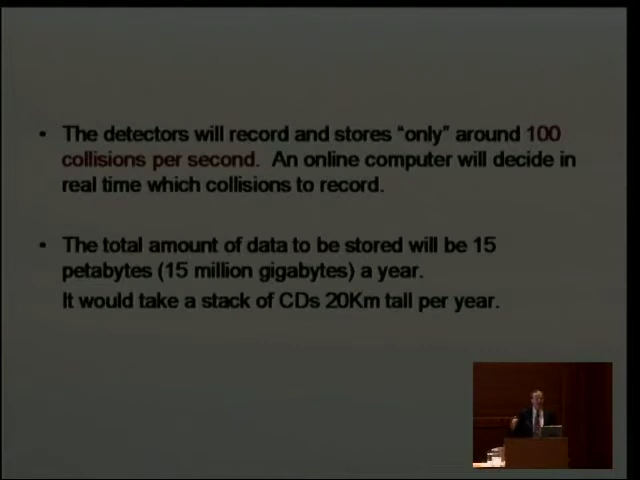 • The detectors will record and stores “only” around 100
collisions per second. An online computer will decide in
real time which collisions to record.
• The total amount of data to be stored will be 15
petabytes (15 million gigabytes) a year.
It would take a stack of CDs 20Km tall per year.